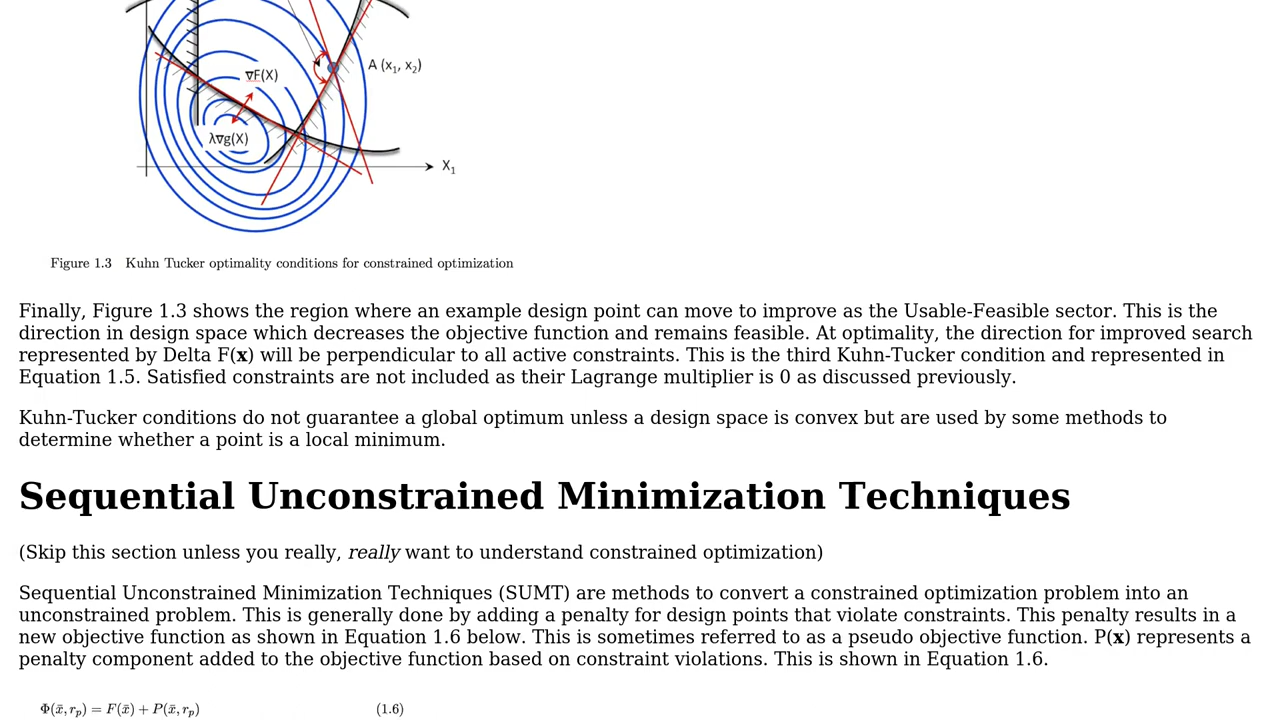 A (x₁, x₂)
∇F(X)
λ∇g(X)
X₁
Figure 1.3 Kuhn Tucker optimality conditions for constrained optimization
Finally, Figure 1.3 shows the region where an example design point can move to improve as the Usable-Feasible sector. This is the
direction in design space which decreases the objective function and remains feasible. At optimality, the direction for improved search
represented by Delta F(x) will be perpendicular to all active constraints. This is the third Kuhn-Tucker condition and represented in
Equation 1.5. Satisfied constraints are not included as their Lagrange multiplier is 0 as discussed previously.
Kuhn-Tucker conditions do not guarantee a global optimum unless a design space is convex but are used by some methods to
determine whether a point is a local minimum.
Sequential Unconstrained Minimization Techniques
(Skip this section unless you really, really want to understand constrained optimization)
Sequential Unconstrained Minimization Techniques (SUMT) are methods to convert a constrained optimization problem into an
unconstrained problem. This is generally done by adding a penalty for design points that violate constraints. This penalty results in a
new objective function as shown in Equation 1.6 below. This is sometimes referred to as a pseudo objective function. P(x) represents a
penalty component added to the objective function based on constraint violations. This is shown in Equation 1.6.
Φ(x̄, rₚ) = F(x̄) + P(x̄, rₚ) (1.6)